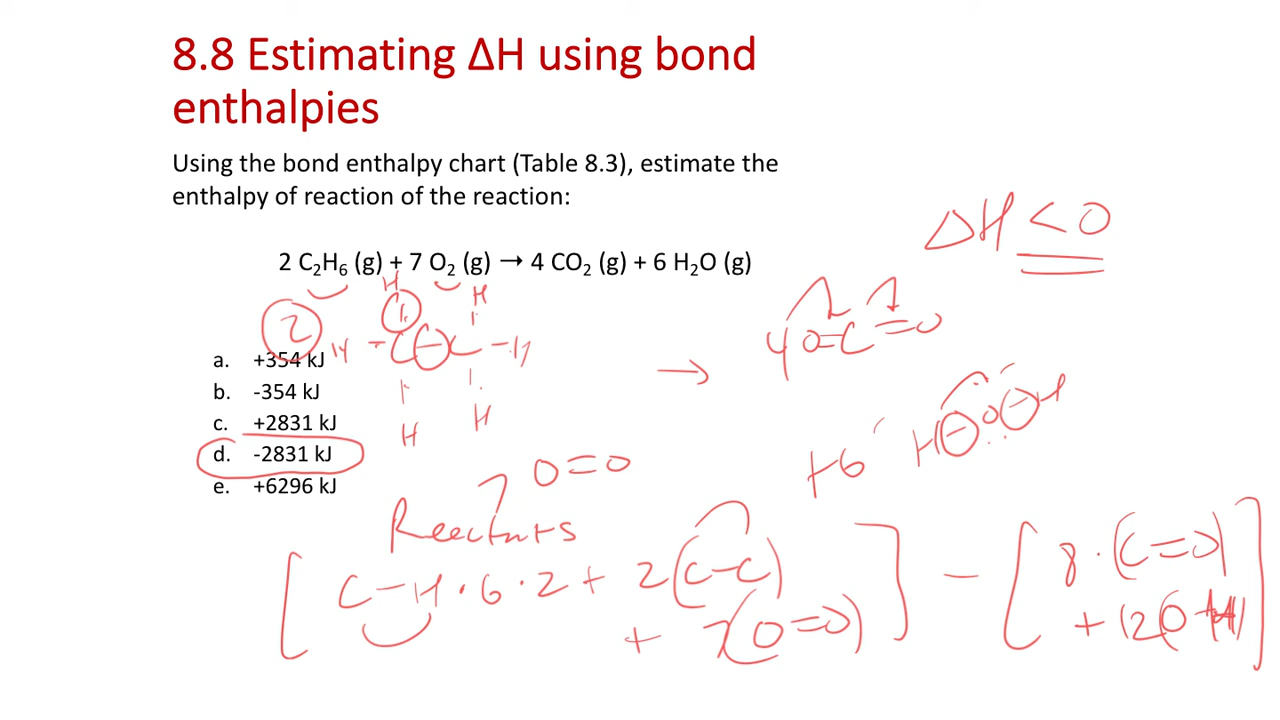 8.8 Estimating ΔH using bond
enthalpies
Using the bond enthalpy chart (Table 8.3), estimate the
enthalpy of reaction of the reaction:
ΔH < 0
2 C₂H₆ (g) + 7 O₂ (g) → 4 CO₂ (g) + 6 H₂O (g)
H H
2 1
H - C - C - H
H H
→ 4 O=C=O
a. +354 kJ
b. -354 kJ
c. +2831 kJ
d. -2831 kJ
e. +6296 kJ
+6 H-O-H
7 O=O
Reactants
[ C-H · 6 · 2 + 2(C-C) + 7(O=O) ] - [ 8 · (C=O) + 12(O-H) ]